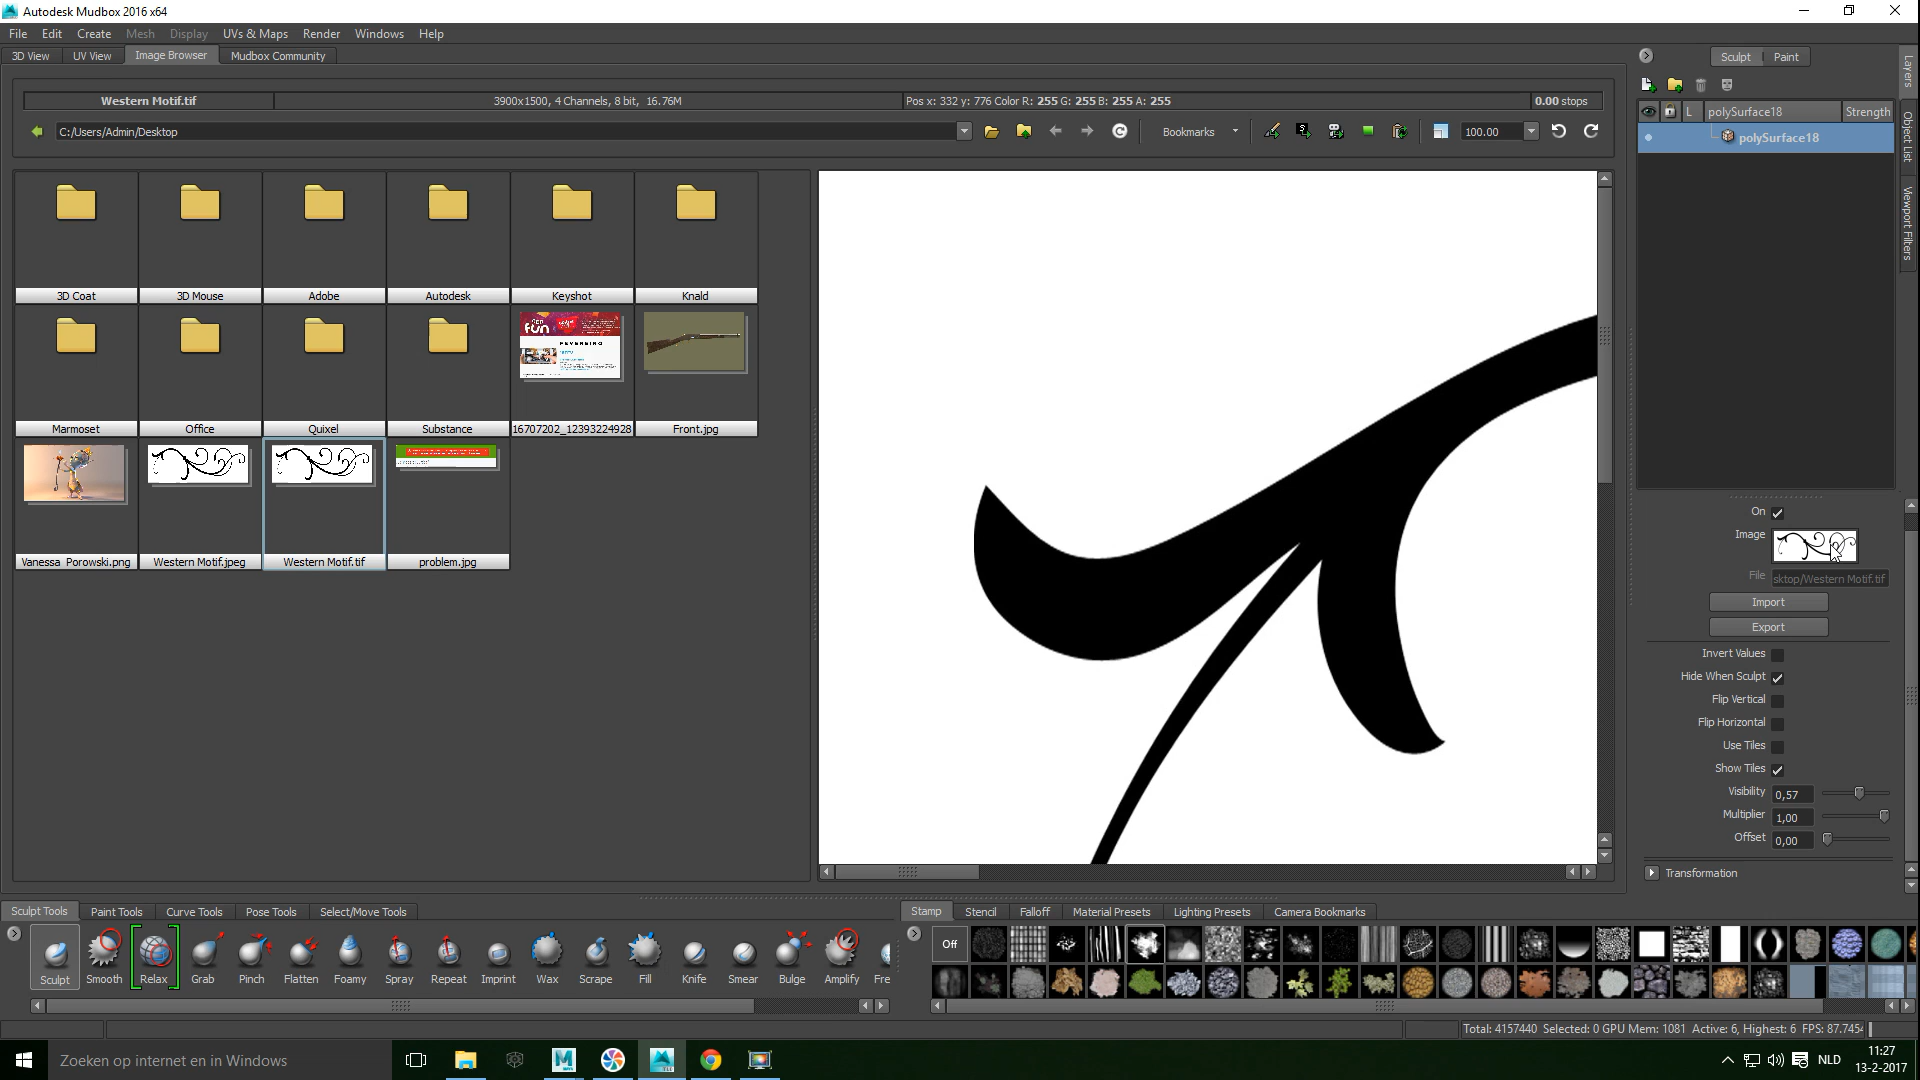 Autodesk Mudbox 2016 x64
File Edit Create Mesh Display UVs & Maps Render Windows Help
3D View UV View Image Browser Mudbox Community
Sculpt Paint
Western Motif.tif 3900x1500, 4 Channels, 8 bit, 16.76M Pos x: 332 y: 776 Color R: 255 G: 255 B: 255 A: 255 0.00 stops
C:/Users/Admin/Desktop Bookmarks 100.00
L polySurface18 Strength
polySurface18
Layers
Object List
Viewport Filters
3D Coat 3D Mouse Adobe Autodesk Keyshot Knald
fun
FEVEREIRO
Marmoset Office Quixel Substance 16707202_12393224928 Front.jpg
Vanessa Porowski.png Western Motif.jpeg Western Motif.tif problem.jpg
On
Image
File sktop/Western Motif.tif
Import
Export
Invert Values
Hide When Sculpt
Flip Vertical
Flip Horizontal
Use Tiles
Show Tiles
Visibility 0,57
Multiplier 1,00
Offset 0,00
Transformation
Sculpt Tools Paint Tools Curve Tools Pose Tools Select/Move Tools
Stamp Stencil Falloff Material Presets Lighting Presets Camera Bookmarks
Off
Sculpt Smooth Relax Grab Pinch Flatten Foamy Spray Repeat Imprint Wax Scrape Fill Knife Smear Bulge Amplify Fre
Total: 4157440 Selected: 0 GPU Mem: 1081 Active: 6, Highest: 6 FPS: 87.7454
Zoeken op internet en in Windows
NLD
11:27
13-2-2017